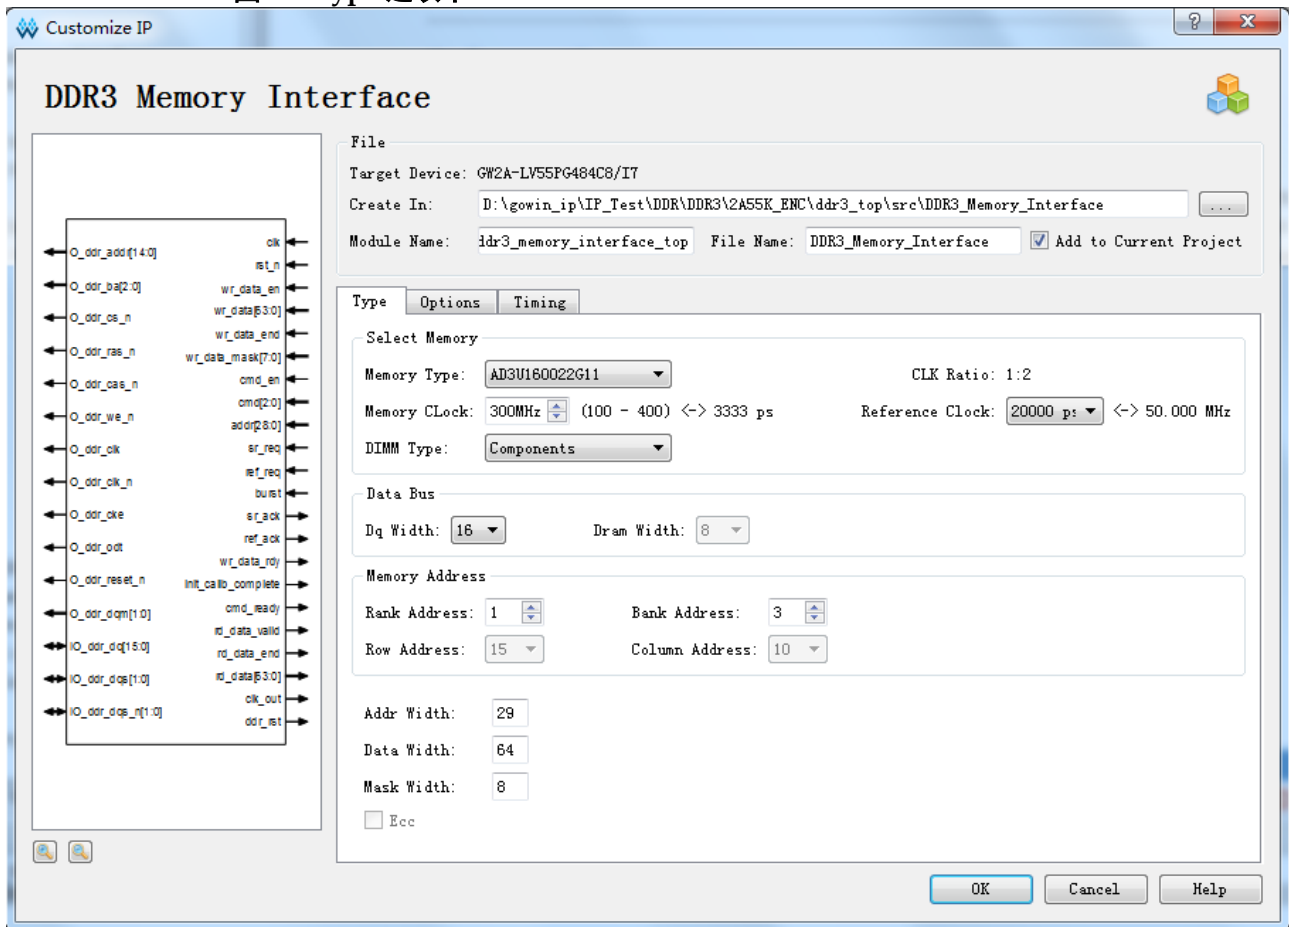 Customize IP
DDR3 Memory Interface
File
Target Device: GW2A-LV55PG484C8/I7
Create In: D:\gowin_ip\IP_Test\DDR\DDR3\2A55K_ENC\ddr3_top\src\DDR3_Memory_Interface ...
Module Name: ddr3_memory_interface_top File Name: DDR3_Memory_Interface Add to Current Project
O_ddr_addr[14:0]
O_ddr_ba[2:0]
O_ddr_cs_n
O_ddr_ras_n
O_ddr_cas_n
O_ddr_we_n
O_ddr_clk
O_ddr_clk_n
O_ddr_cke
O_ddr_odt
O_ddr_reset_n
O_ddr_dqm[1:0]
IO_ddr_dq[15:0]
IO_ddr_dqs[1:0]
IO_ddr_dqs_n[1:0]
clk
rst_n
wr_data_en
wr_data[63:0]
wr_data_end
wr_data_mask[7:0]
cmd_en
cmd[2:0]
addr[28:0]
sr_req
ref_req
burst
sr_ack
ref_ack
wr_data_rdy
init_calib_complete
cmd_ready
rd_data_valid
rd_data_end
rd_data[63:0]
clk_out
ddr_rst
Type Options Timing
Select Memory
Memory Type: AD3U160022G11 CLK Ratio: 1:2
Memory CLock: 300MHz (100 - 400) <-> 3333 ps Reference Clock: 20000 ps <-> 50.000 MHz
DIMM Type: Components
Data Bus
Dq Width: 16 Dram Width: 8
Memory Address
Rank Address: 1 Bank Address: 3
Row Address: 15 Column Address: 10
Addr Width: 29
Data Width: 64
Mask Width: 8
Ecc
OK Cancel Help